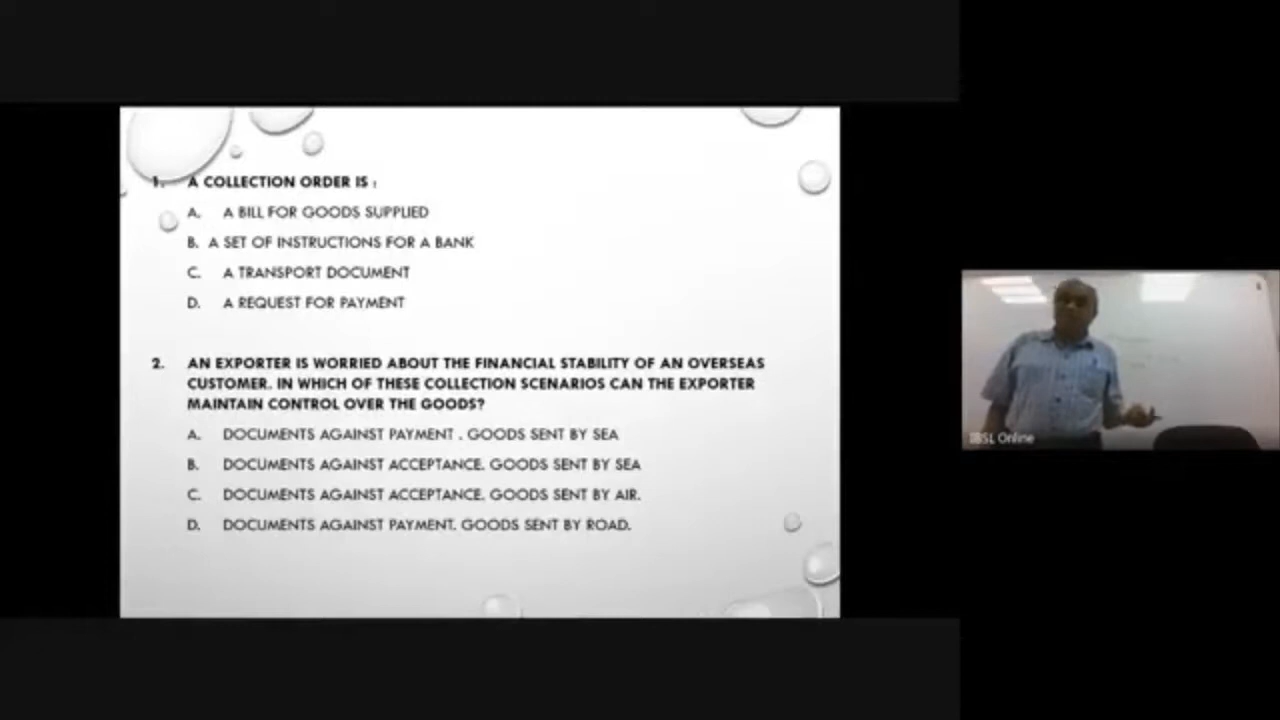 1. A COLLECTION ORDER IS :
A. A BILL FOR GOODS SUPPLIED
B. A SET OF INSTRUCTIONS FOR A BANK
C. A TRANSPORT DOCUMENT
D. A REQUEST FOR PAYMENT
2. AN EXPORTER IS WORRIED ABOUT THE FINANCIAL STABILITY OF AN OVERSEAS
CUSTOMER. IN WHICH OF THESE COLLECTION SCENARIOS CAN THE EXPORTER
MAINTAIN CONTROL OVER THE GOODS?
A. DOCUMENTS AGAINST PAYMENT . GOODS SENT BY SEA
B. DOCUMENTS AGAINST ACCEPTANCE. GOODS SENT BY SEA
C. DOCUMENTS AGAINST ACCEPTANCE. GOODS SENT BY AIR.
D. DOCUMENTS AGAINST PAYMENT. GOODS SENT BY ROAD.
IBSL Online